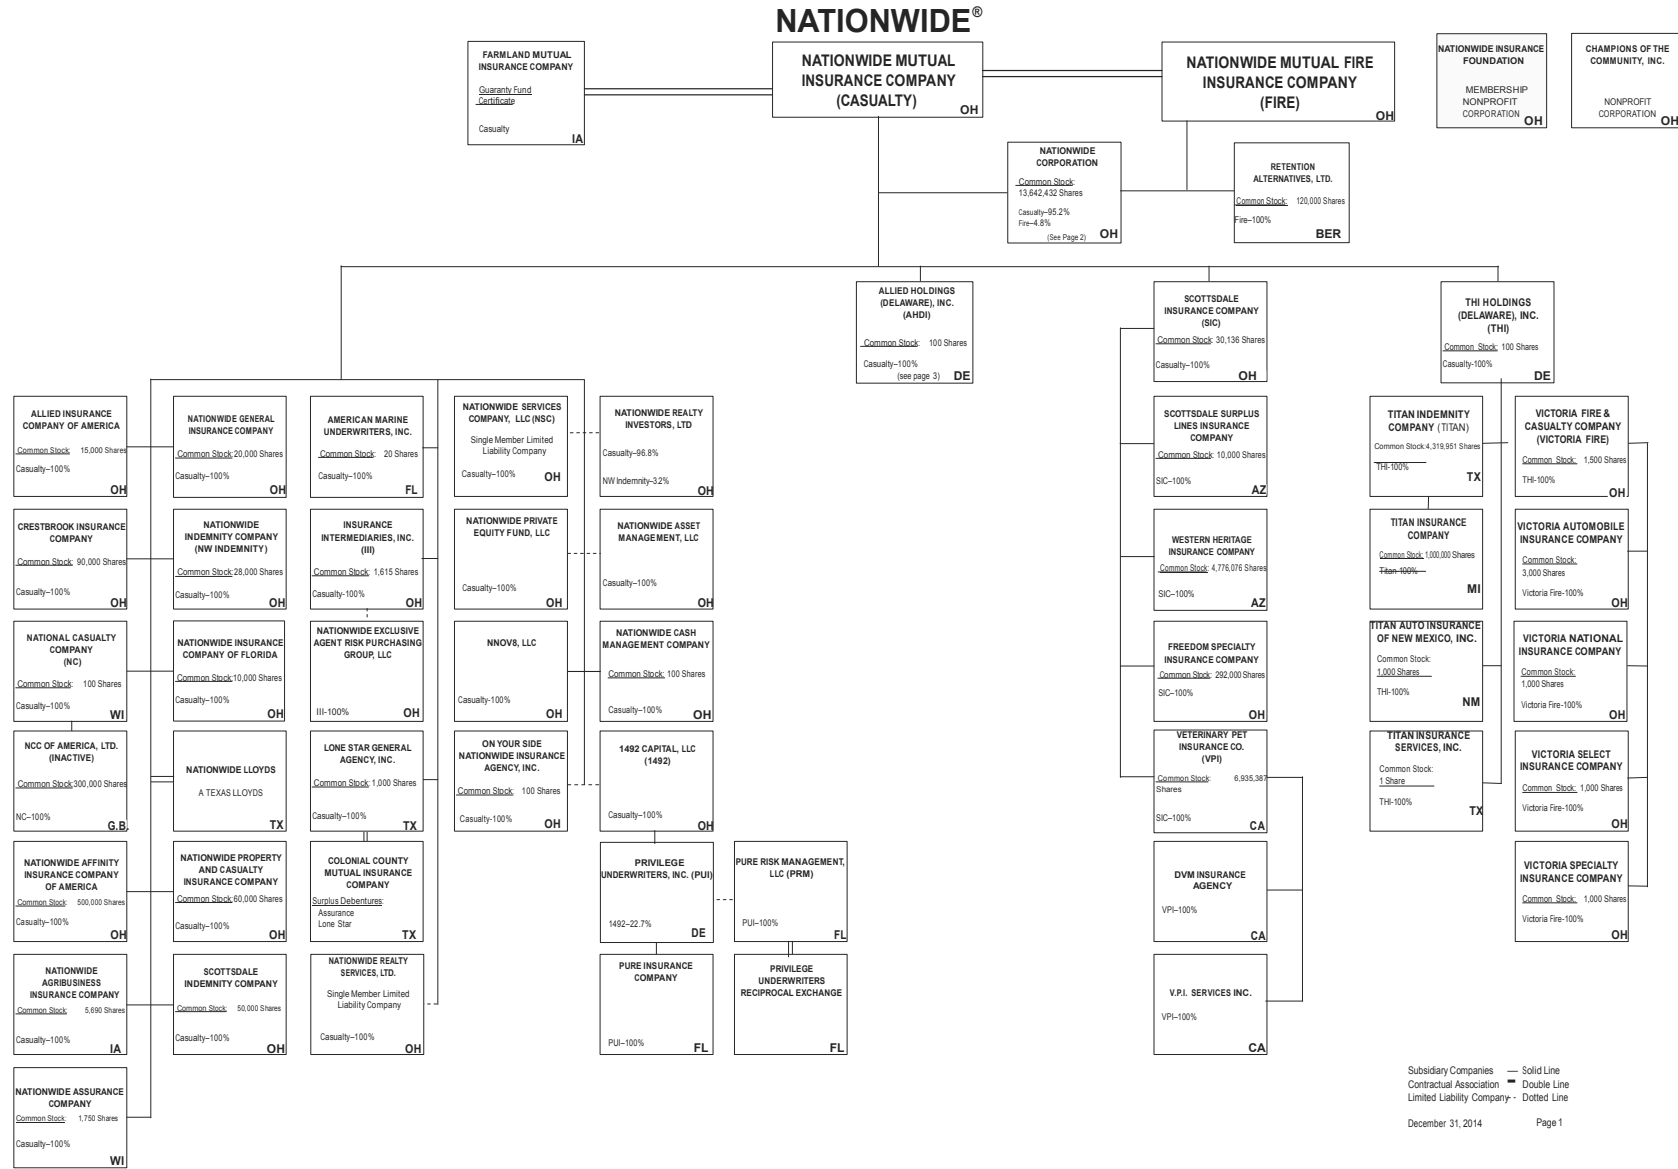 NATIONWIDE®
FARMLAND MUTUAL
INSURANCE COMPANY
Guaranty Fund
Certificate
Casualty
IA
NATIONWIDE MUTUAL
INSURANCE COMPANY
(CASUALTY)
OH
NATIONWIDE MUTUAL FIRE
INSURANCE COMPANY
(FIRE)
OH
NATIONWIDE INSURANCE
FOUNDATION
MEMBERSHIP
NONPROFIT
CORPORATION
OH
CHAMPIONS OF THE
COMMUNITY, INC.
NONPROFIT
CORPORATION
OH
NATIONWIDE
CORPORATION
Common Stock:
13,642,432 Shares
Casualty–95.2%
Fire–4.8%
(See Page 2)
OH
RETENTION
ALTERNATIVES, LTD.
Common Stock: 120,000 Shares
Fire–100%
BER
ALLIED HOLDINGS
(DELAWARE), INC.
(AHDI)
Common Stock: 100 Shares
Casualty–100%
(see page 3)
DE
SCOTTSDALE
INSURANCE COMPANY
(SIC)
Common Stock: 30,136 Shares
Casualty–100%
OH
THI HOLDINGS
(DELAWARE), INC.
(THI)
Common Stock: 100 Shares
Casualty-100%
DE
ALLIED INSURANCE
COMPANY OF AMERICA
Common Stock: 15,000 Shares
Casualty–100%
OH
NATIONWIDE GENERAL
INSURANCE COMPANY
Common Stock:20,000 Shares
Casualty–100%
OH
AMERICAN MARINE
UNDERWRITERS, INC.
Common Stock: 20 Shares
Casualty–100%
FL
NATIONWIDE SERVICES
COMPANY, LLC (NSC)
Single Member Limited
Liability Company
Casualty–100%
OH
NATIONWIDE REALTY
INVESTORS, LTD
Casualty–96.8%
NW Indemnity–3.2%
OH
SCOTTSDALE SURPLUS
LINES INSURANCE
COMPANY
Common Stock: 10,000 Shares
SIC–100%
AZ
TITAN INDEMNITY
COMPANY (TITAN)
Common Stock:4,319,951 Shares
THI-100%
TX
VICTORIA FIRE &
CASUALTY COMPANY
(VICTORIA FIRE)
Common Stock: 1,500 Shares
THI-100%
OH
CRESTBROOK INSURANCE
COMPANY
Common Stock: 90,000 Shares
Casualty–100%
OH
NATIONWIDE
INDEMNITY COMPANY
(NW INDEMNITY)
Common Stock:28,000 Shares
Casualty–100%
OH
INSURANCE
INTERMEDIARIES, INC.
(III)
Common Stock: 1,615 Shares
Casualty-100%
OH
NATIONWIDE PRIVATE
EQUITY FUND, LLC
Casualty–100%
OH
NATIONWIDE ASSET
MANAGEMENT, LLC
Casualty–100%
OH
WESTERN HERITAGE
INSURANCE COMPANY
Common Stock: 4,776,076 Shares
SIC–100%
AZ
TITAN INSURANCE
COMPANY
Common Stock: 1,000,000 Shares
Titan-100%
MI
VICTORIA AUTOMOBILE
INSURANCE COMPANY
Common Stock:
3,000 Shares
Victoria Fire-100%
OH
NATIONAL CASUALTY
COMPANY
(NC)
Common Stock: 100 Shares
Casualty–100%
WI
NATIONWIDE INSURANCE
COMPANY OF FLORIDA
Common Stock:10,000 Shares
Casualty–100%
OH
NATIONWIDE EXCLUSIVE
AGENT RISK PURCHASING
GROUP, LLC
III-100%
OH
NNOV8, LLC
Casualty-100%
OH
NATIONWIDE CASH
MANAGEMENT COMPANY
Common Stock: 100 Shares
Casualty–100%
OH
FREEDOM SPECIALTY
INSURANCE COMPANY
Common Stock: 292,000 Shares
SIC–100%
OH
TITAN AUTO INSURANCE
OF NEW MEXICO, INC.
Common Stock:
1,000 Shares
THI-100%
NM
VICTORIA NATIONAL
INSURANCE COMPANY
Common Stock:
1,000 Shares
Victoria Fire-100%
OH
NCC OF AMERICA, LTD.
(INACTIVE)
Common Stock:300,000 Shares
NC–100%
G.B.
NATIONWIDE LLOYDS
A TEXAS LLOYDS
TX
LONE STAR GENERAL
AGENCY, INC.
Common Stock: 1,000 Shares
Casualty–100%
TX
ON YOUR SIDE
NATIONWIDE INSURANCE
AGENCY, INC.
Common Stock: 100 Shares
Casualty-100%
OH
1492 CAPITAL, LLC
(1492)
Casualty–100%
OH
VETERINARY PET
INSURANCE CO.
(VPI)
Common Stock: 6,935,387
Shares
SIC–100%
CA
TITAN INSURANCE
SERVICES, INC.
Common Stock:
1 Share
THI-100%
TX
VICTORIA SELECT
INSURANCE COMPANY
Common Stock: 1,000 Shares
Victoria Fire-100%
OH
NATIONWIDE AFFINITY
INSURANCE COMPANY
OF AMERICA
Common Stock: 500,000 Shares
Casualty–100%
OH
NATIONWIDE PROPERTY
AND CASUALTY
INSURANCE COMPANY
Common Stock:60,000 Shares
Casualty–100%
OH
COLONIAL COUNTY
MUTUAL INSURANCE
COMPANY
Surplus Debentures:
Assurance
Lone Star
TX
PRIVILEGE
UNDERWRITERS, INC. (PUI)
1492–22.7%
DE
PURE RISK MANAGEMENT,
LLC (PRM)
PUI–100%
FL
DVM INSURANCE
AGENCY
VPI–100%
CA
VICTORIA SPECIALTY
INSURANCE COMPANY
Common Stock: 1,000 Shares
Victoria Fire-100%
OH
NATIONWIDE
AGRIBUSINESS
INSURANCE COMPANY
Common Stock: 5,690 Shares
Casualty–100%
IA
SCOTTSDALE
INDEMNITY COMPANY
Common Stock: 50,000 Shares
Casualty–100%
OH
NATIONWIDE REALTY
SERVICES, LTD.
Single Member Limited
Liability Company
Casualty–100%
OH
PURE INSURANCE
COMPANY
PUI–100%
FL
PRIVILEGE
UNDERWRITERS
RECIPROCAL EXCHANGE
FL
V.P.I. SERVICES INC.
VPI–100%
CA
NATIONWIDE ASSURANCE
COMPANY
Common Stock: 1,750 Shares
Casualty–100%
WI
Subsidiary Companies — Solid Line
Contractual Association Double Line
Limited Liability Company - - Dotted Line
December 31, 2014 Page 1